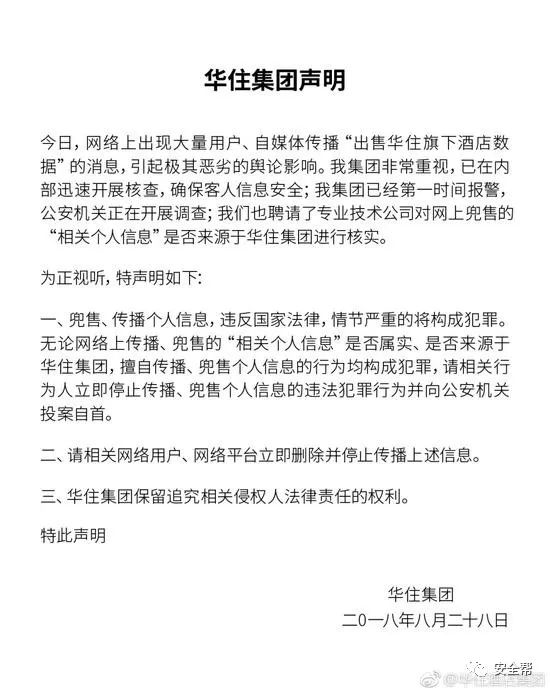 华住集团声明
今日，网络上出现大量用户、自媒体传播“出售华住旗下酒店数
据”的消息，引起极其恶劣的舆论影响。我集团非常重视，已在内
部迅速开展核查，确保客人信息安全；我集团已经第一时间报警，
公安机关正在开展调查；我们也聘请了专业技术公司对网上兜售的
“相关个人信息”是否来源于华住集团进行核实。
为正视听，特声明如下：
一、兜售、传播个人信息，违反国家法律，情节严重的将构成犯罪。
无论网络上传播、兜售的“相关个人信息”是否属实、是否来源于
华住集团，擅自传播、兜售个人信息的行为均构成犯罪，请相关行
为人立即停止传播、兜售个人信息的违法犯罪行为并向公安机关
投案自首。
二、请相关网络用户、网络平台立即删除并停止传播上述信息。
三、华住集团保留追究相关侵权人法律责任的权利。
特此声明
华住集团
二〇一八年八月二十八日
安全帮
@华住酒店集团